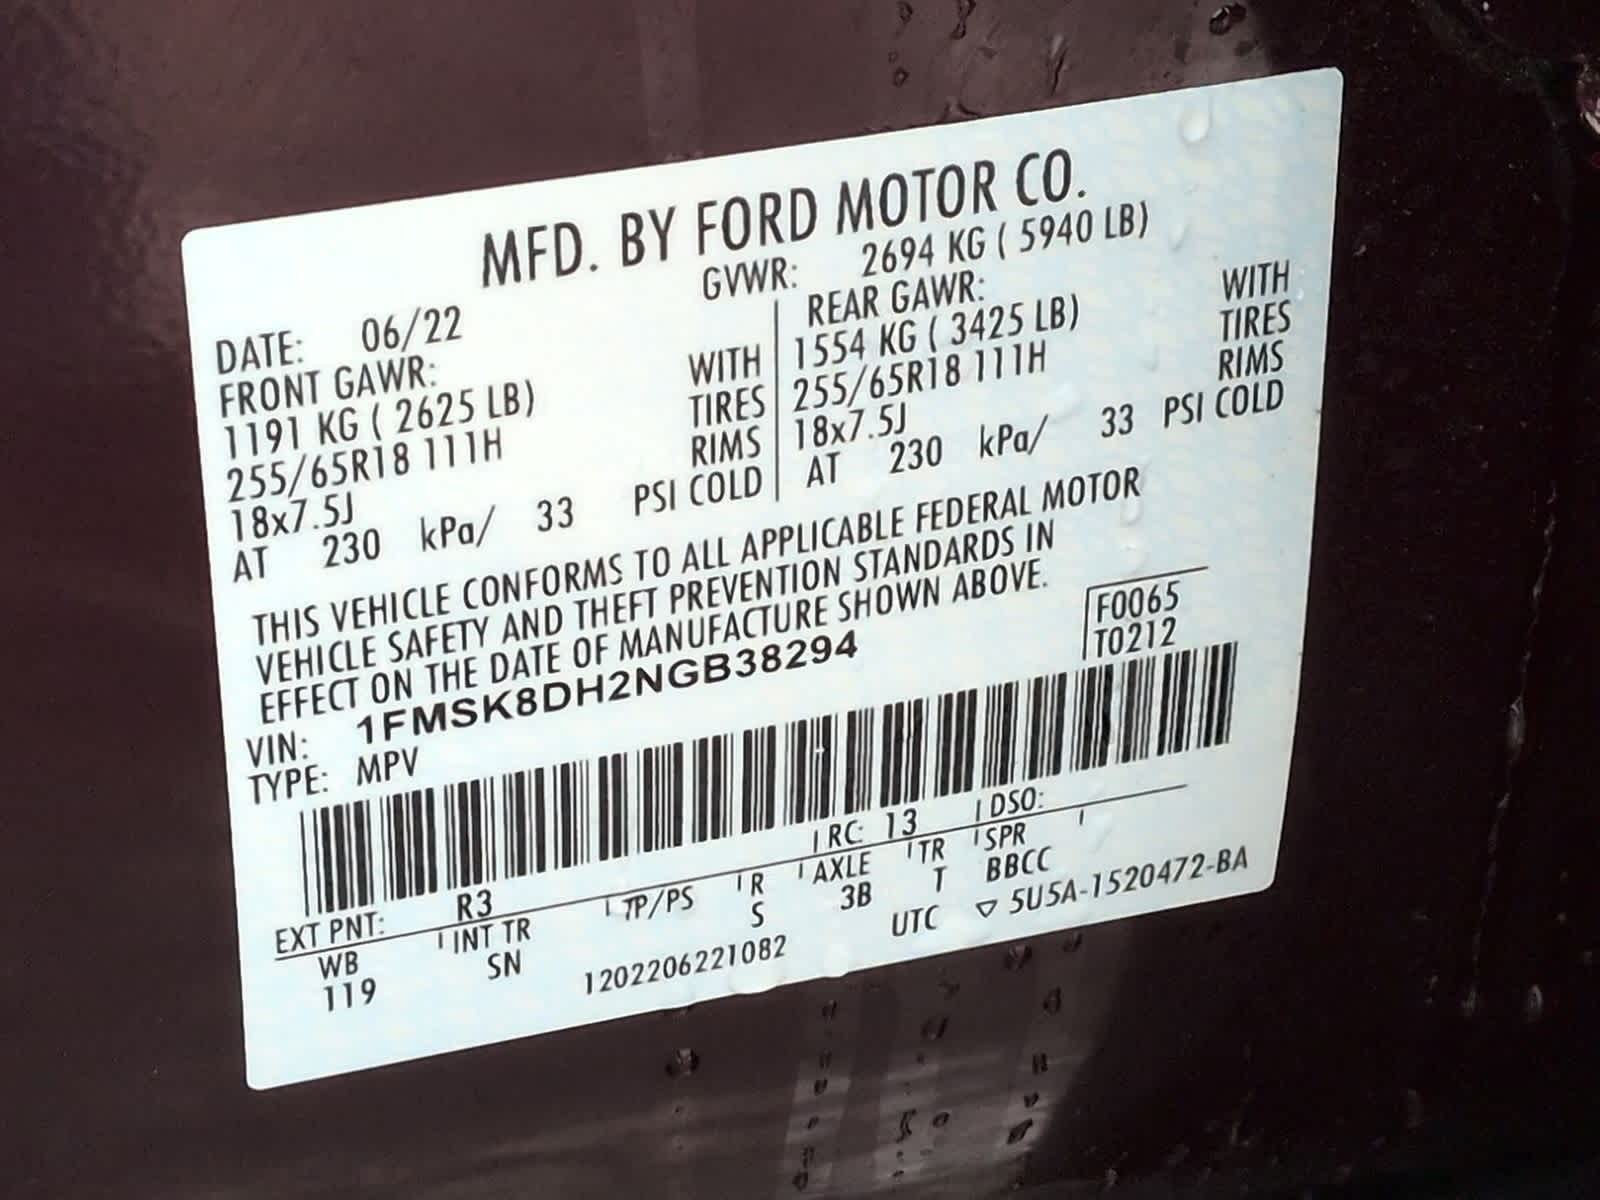 MFD. BY FORD MOTOR CO.
DATE: 06/22 GVWR: 2694 KG ( 5940 LB)
FRONT GAWR:
1191 KG ( 2625 LB) WITH
255/65R18 111H TIRES
18x7.5J RIMS
AT 230 kPa/ 33 PSI COLD
REAR GAWR:
1554 KG ( 3425 LB) WITH
255/65R18 111H TIRES
18x7.5J RIMS
AT 230 kPa/ 33 PSI COLD
THIS VEHICLE CONFORMS TO ALL APPLICABLE FEDERAL MOTOR
VEHICLE SAFETY AND THEFT PREVENTION STANDARDS IN
EFFECT ON THE DATE OF MANUFACTURE SHOWN ABOVE.
F0065
T0212
VIN: 1FMSK8DH2NGB38294
TYPE: MPV
EXT PNT: R3 RC: 13 DSO:
WB INT TR TP/PS R AXLE TR SPR
119 SN S 3B T BBCC
1202206221082 UTC ▽ 5U5A-1520472-BA